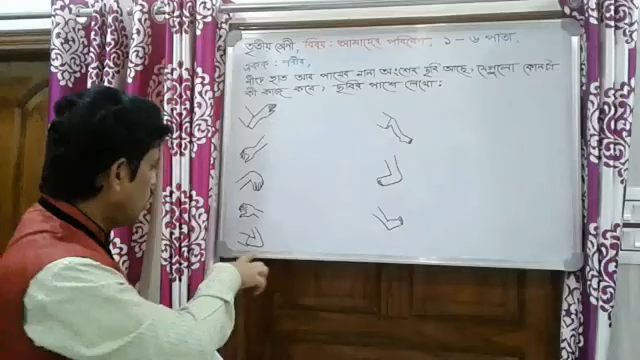 তৃতীয় শ্রেণী, বিষয় : আমাদের পরিবেশ, ১ - ৬ পাতা,
একক : শরীর,
নীচে হাত আর পায়ের নানা অংশের ছবি আছে, সেগুলো কোনটা
কী কাজ করে, ছবির পাশে লেখো :